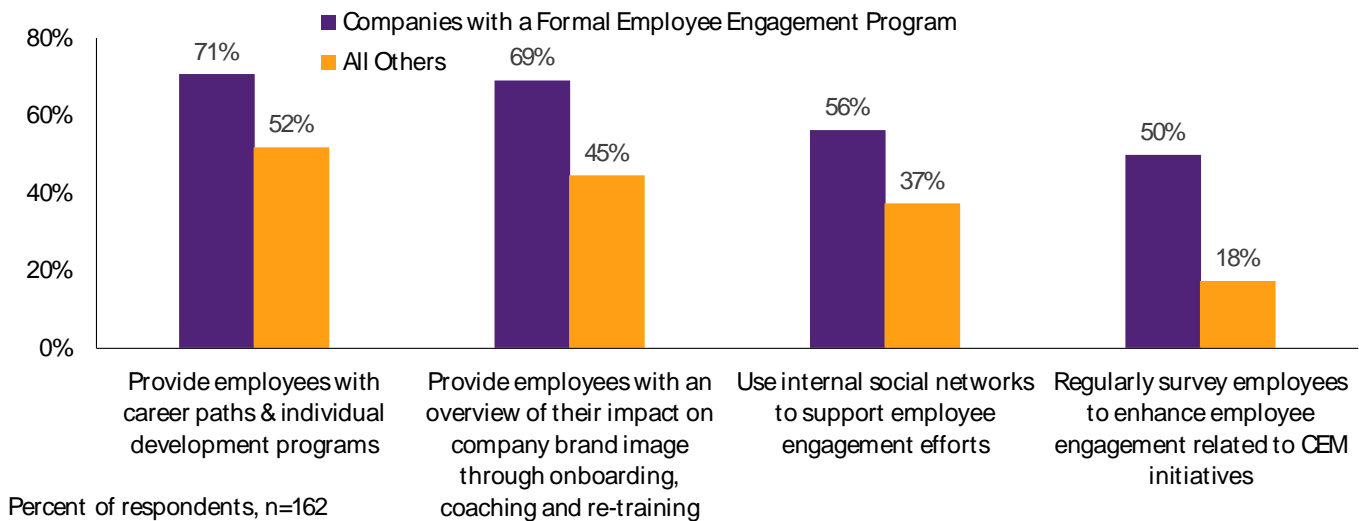 Companies with a Formal Employee Engagement Program
All Others
80%
60%
40%
20%
0%
71%
52%
69%
45%
56%
37%
50%
18%
Provide employees with
career paths & individual
development programs
Provide employees with an
overview of their impact on
company brand image
through onboarding,
coaching and re-training
Use internal social networks
to support employee
engagement efforts
Regularly survey employees
to enhance employee
engagement related to CEM
initiatives
Percent of respondents, n=162